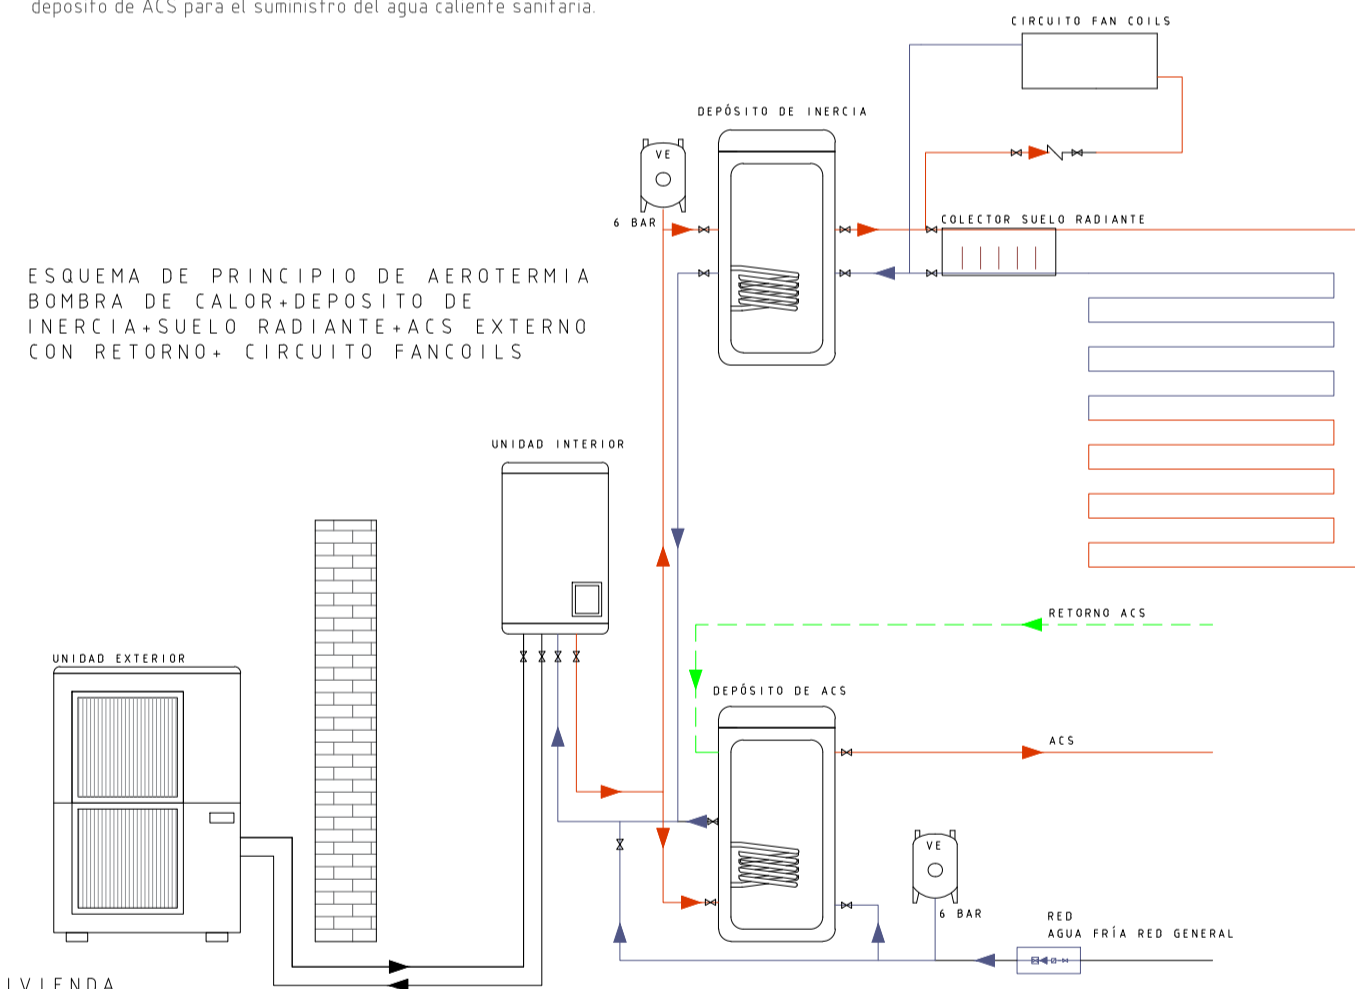 deposito de ACS para el suministro del agua caliente sanitaria.
CIRCUITO FAN COILS
DEPÓSITO DE INERCIA
VE
6 BAR
COLECTOR SUELO RADIANTE
ESQUEMA DE PRINCIPIO DE AEROTERMIA
BOMBRA DE CALOR+DEPOSITO DE
INERCIA+SUELO RADIANTE+ACS EXTERNO
CON RETORNO+ CIRCUITO FANCOILS
UNIDAD INTERIOR
RETORNO ACS
UNIDAD EXTERIOR
DEPÓSITO DE ACS
ACS
VE
6 BAR
RED
AGUA FRÍA RED GENERAL